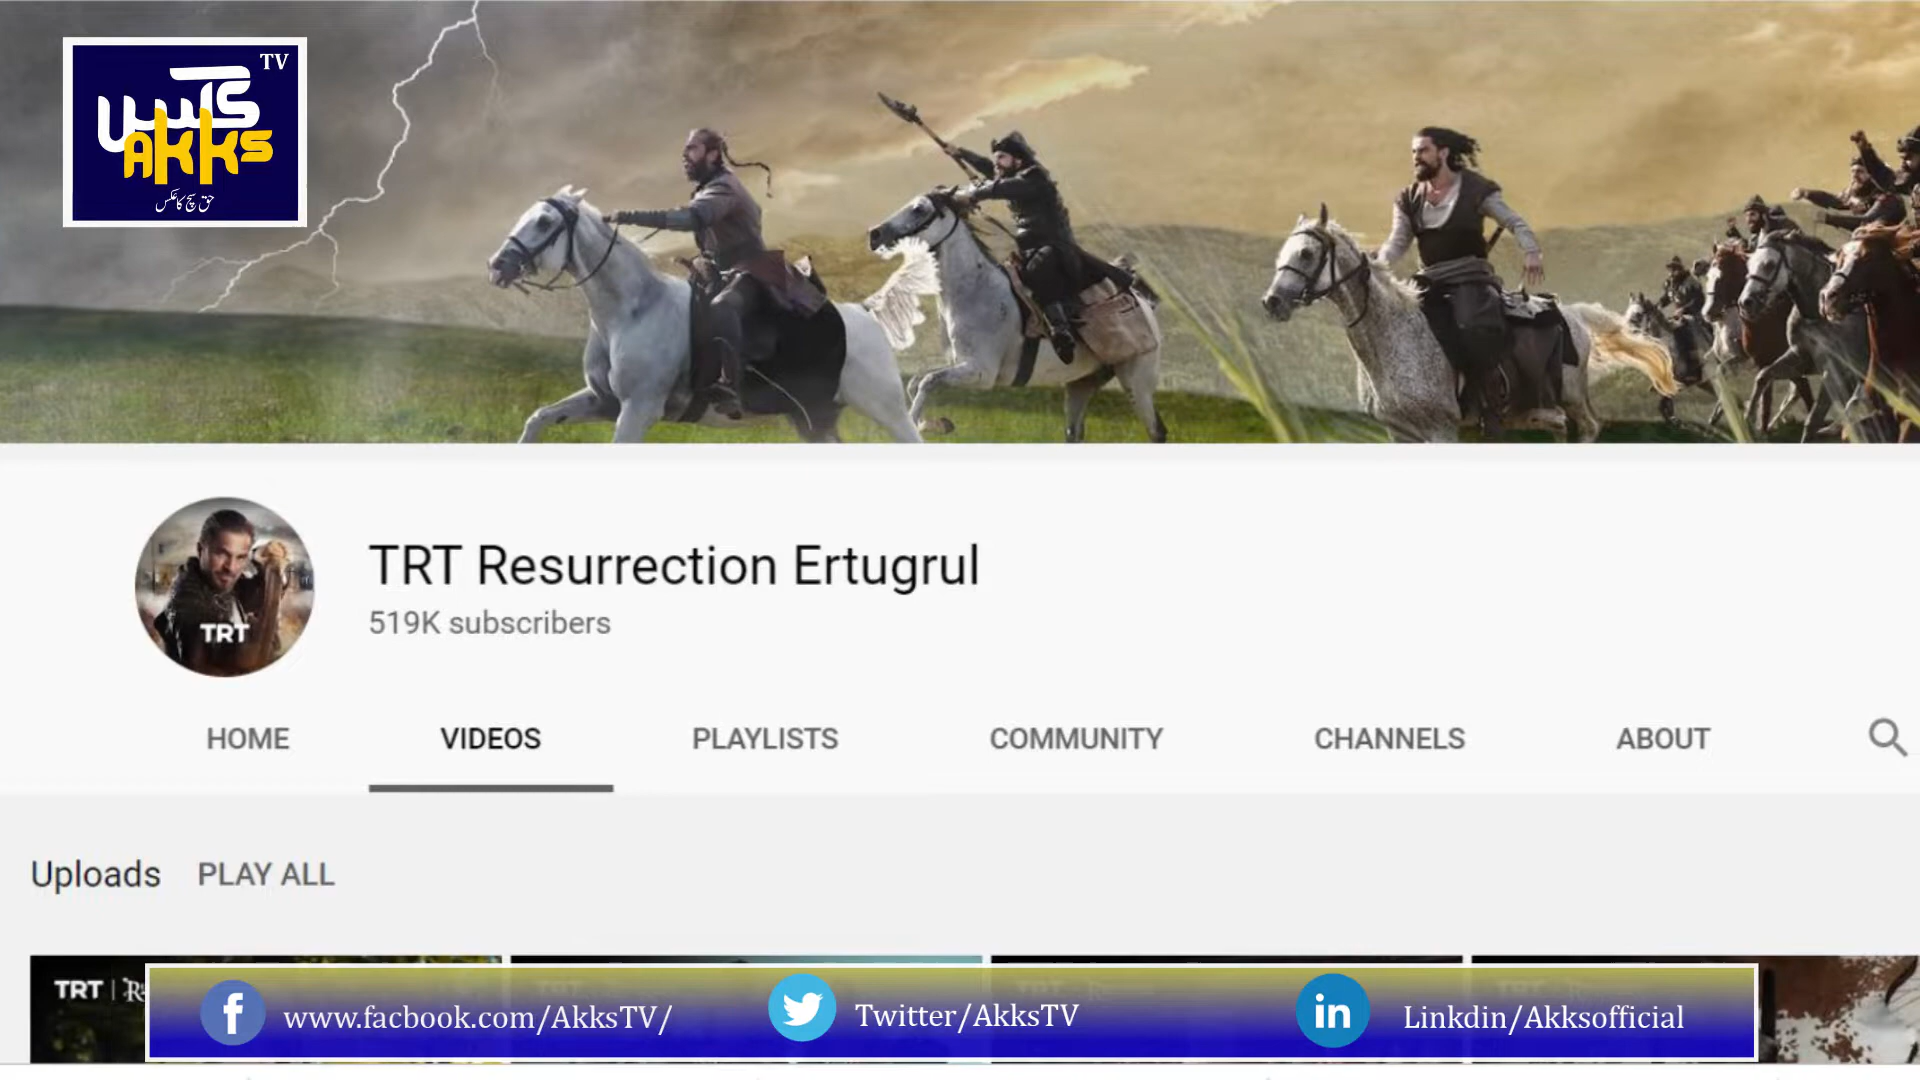 TV
عکس
AKKS
حق سچ کا عکس
TRT Resurrection Ertugrul
519K subscribers
TRT
HOME VIDEOS PLAYLISTS COMMUNITY CHANNELS ABOUT
Uploads PLAY ALL
TRT
www.facbook.com/AkksTV/ Twitter/AkksTV Linkdin/Akksofficial